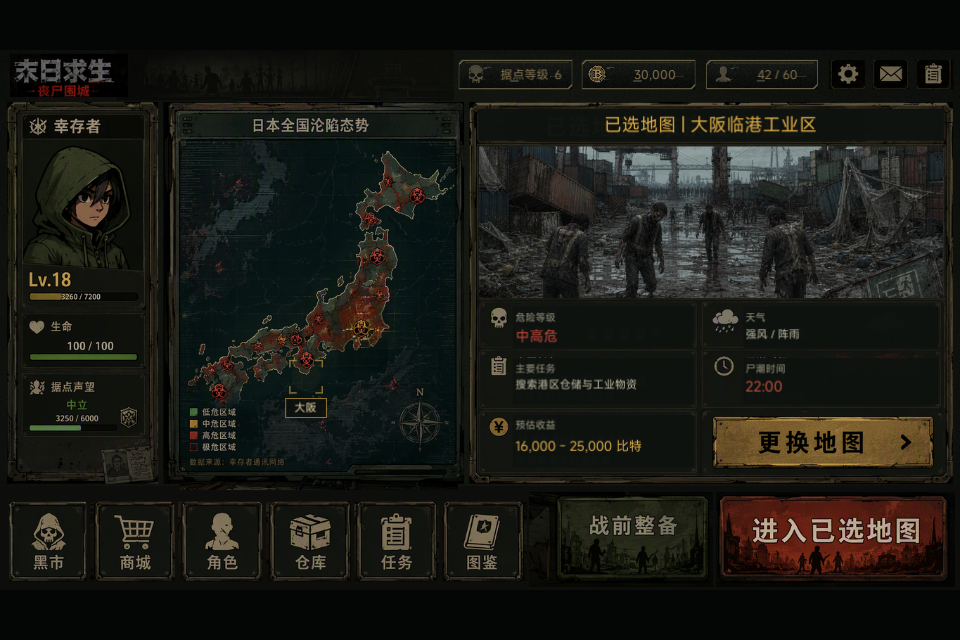 末日求生
丧尸围城
据点等级 6
30,000
42 / 60
幸存者
Lv.18
3260 / 7200
生命
100 / 100
据点声望
中立
3250 / 6000
日本全国沦陷态势
大阪
N
低危区域
中危区域
高危区域
极危区域
数据来源：幸存者通讯网络
已选地图 | 大阪临港工业区
危险等级
中高危
天气
强风 / 阵雨
主要任务
搜索港区仓储与工业物资
尸潮时间
22:00
预估收益
16,000 - 25,000 比特
更换地图
黑市
商城
角色
仓库
任务
图鉴
战前整备
进入已选地图